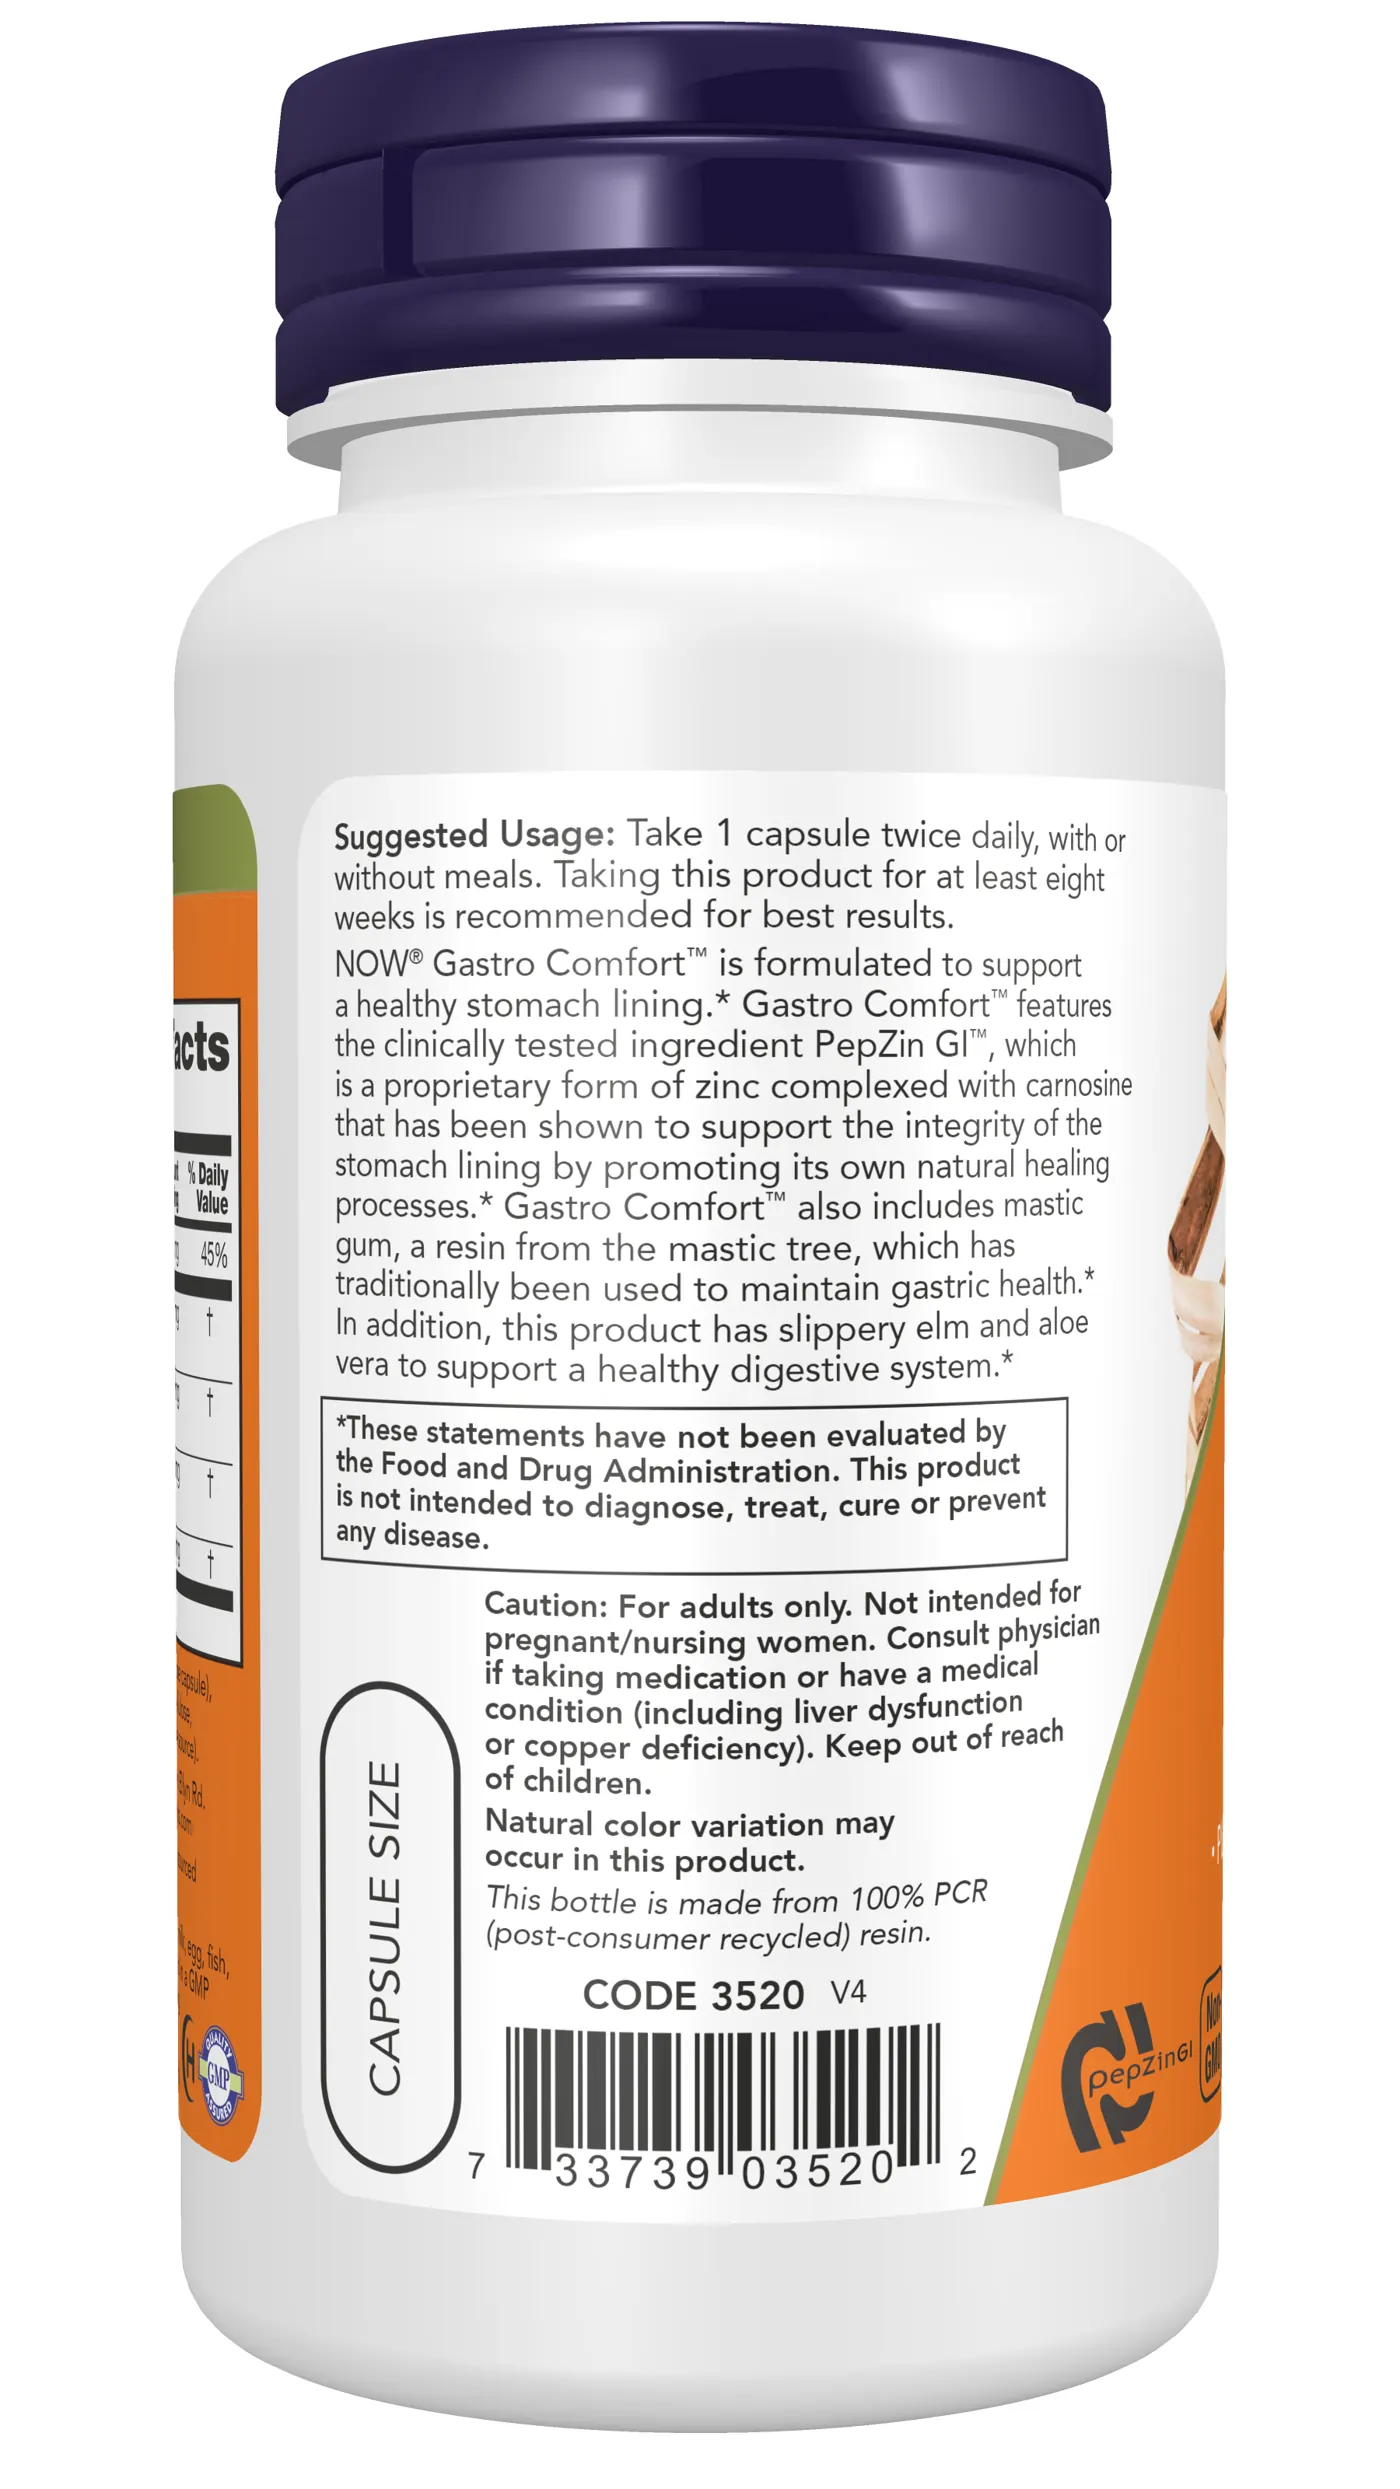 Suggested Usage: Take 1 capsule twice daily, with or
without meals. Taking this product for at least eight
weeks is recommended for best results.
NOW® Gastro Comfort™ is formulated to support
a healthy stomach lining.* Gastro Comfort™ features
the clinically tested ingredient PepZin GI™, which
is a proprietary form of zinc complexed with carnosine
that has been shown to support the integrity of the
stomach lining by promoting its own natural healing
processes.* Gastro Comfort™ also includes mastic
gum, a resin from the mastic tree, which has
traditionally been used to maintain gastric health.*
In addition, this product has slippery elm and aloe
vera to support a healthy digestive system.*
*These statements have not been evaluated by
the Food and Drug Administration. This product
is not intended to diagnose, treat, cure or prevent
any disease.
Caution: For adults only. Not intended for
pregnant/nursing women. Consult physician
if taking medication or have a medical
condition (including liver dysfunction
or copper deficiency). Keep out of reach
of children.
Natural color variation may
occur in this product.
This bottle is made from 100% PCR
(post-consumer recycled) resin.
CAPSULE SIZE
CODE 3520 V4
7 33739 03520 2
% Daily
Value
45%
†
†
†
†
capsule),
Blyn Rd.
egg, fish,
a GMP
QUALITY
GMP
ASSURED
PepZinGI